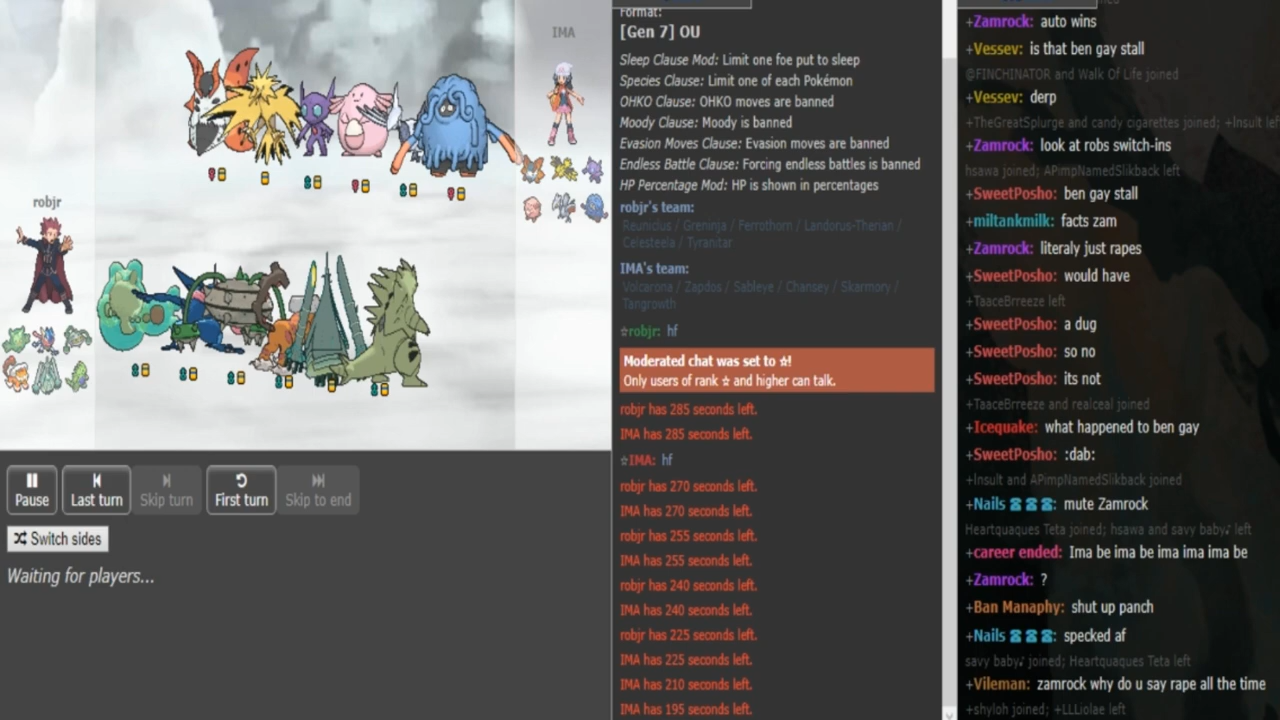 IMA
robjr
Pause
Last turn
Skip turn
First turn
Skip to end
Switch sides
Waiting for players...
Format:
[Gen 7] OU
Sleep Clause Mod: Limit one foe put to sleep
Species Clause: Limit one of each Pokémon
OHKO Clause: OHKO moves are banned
Moody Clause: Moody is banned
Evasion Moves Clause: Evasion moves are banned
Endless Battle Clause: Forcing endless battles is banned
HP Percentage Mod: HP is shown in percentages
robjr's team:
Reuniclus / Greninja / Ferrothorn / Landorus-Therian /
Celesteela / Tyranitar
IMA's team:
Volcarona / Zapdos / Sableye / Chansey / Skarmory /
Tangrowth
☆robjr: hf
Moderated chat was set to ☆!
Only users of rank ☆ and higher can talk.
robjr has 285 seconds left.
IMA has 285 seconds left.
☆IMA: hf
robjr has 270 seconds left.
IMA has 270 seconds left.
robjr has 255 seconds left.
IMA has 255 seconds left.
robjr has 240 seconds left.
IMA has 240 seconds left.
robjr has 225 seconds left.
IMA has 225 seconds left.
IMA has 210 seconds left.
IMA has 195 seconds left.
+Zamrock: auto wins
+Vessev: is that ben gay stall
@FINCHINATOR and Walk Of Life joined
+Vessev: derp
+TheGreatSplurge and candy cigarettes joined; +Insult lef
+Zamrock: look at robs switch-ins
hsawa joined; APimpNamedSlikback left
+SweetPosho: ben gay stall
+miltankmilk: facts zam
+Zamrock: literaly just rapes
+SweetPosho: would have
+TaaceBrreeze left
+SweetPosho: a dug
+SweetPosho: so no
+SweetPosho: its not
+TaaceBrreeze and realceal joined
+Icequake: what happened to ben gay
+SweetPosho: :dab:
+Insult and APimpNamedSlikback joined
+Nails ☎☎☎: mute Zamrock
Heartquaques Teta joined; hsawa and savy baby♪ left
+career ended: Ima be ima be ima ima ima be
+Zamrock: ?
+Ban Manaphy: shut up panch
+Nails ☎☎☎: specked af
savy baby♪ joined; Heartquaques Teta left
+Vileman: zamrock why do u say rape all the time
+shyloh joined; +LLLiolae left